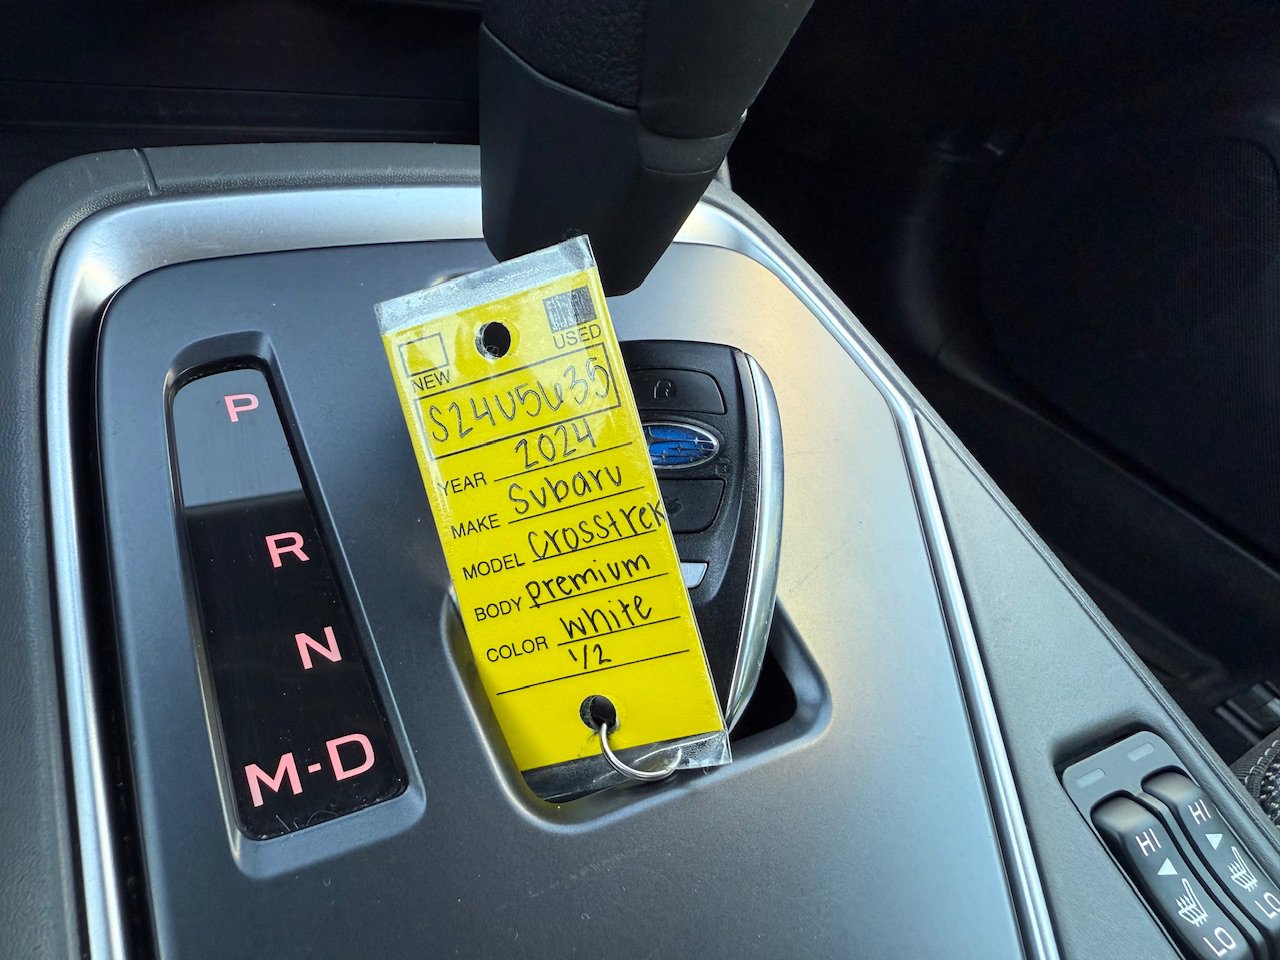 P
R
N
M-D
NEW USED
S24U5635
YEAR 2024
MAKE Subaru
MODEL Crosstrek
BODY premium
COLOR white
1/2
HI
LO
HI
LO